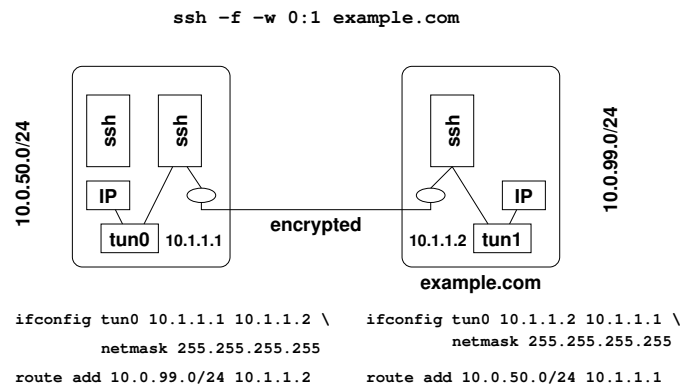 ssh -f -w 0:1 example.com
10.0.50.0/24
ssh
ssh
IP
tun0
10.1.1.1
encrypted
ssh
IP
10.1.1.2
tun1
10.0.99.0/24
example.com
ifconfig tun0 10.1.1.1 10.1.1.2 \
netmask 255.255.255.255
route add 10.0.99.0/24 10.1.1.2
ifconfig tun0 10.1.1.2 10.1.1.1 \
netmask 255.255.255.255
route add 10.0.50.0/24 10.1.1.1